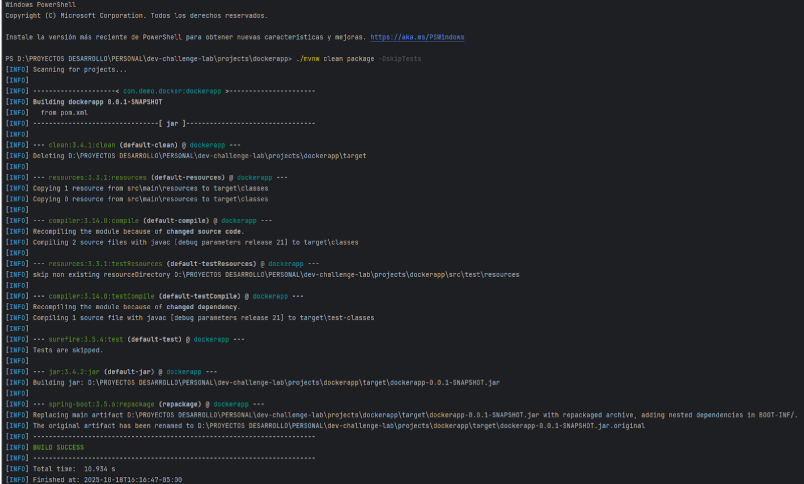 Windows PowerShell
Copyright (C) Microsoft Corporation. Todos los derechos reservados.
Instale la versión más reciente de PowerShell para obtener nuevas características y mejoras. https://aka.ms/PSWindows
PS D:\PROYECTOS DESARROLLO\PERSONAL\dev-challenge-lab\projects\dockerapp> ./mvnw clean package -DskipTests
[INFO] Scanning for projects...
[INFO]
[INFO] ---------------------< com.demo.docker:dockerapp >----------------------
[INFO] Building dockerapp 0.0.1-SNAPSHOT
[INFO]   from pom.xml
[INFO] --------------------------------[ jar ]---------------------------------
[INFO]
[INFO] --- clean:3.4.1:clean (default-clean) @ dockerapp ---
[INFO] Deleting D:\PROYECTOS DESARROLLO\PERSONAL\dev-challenge-lab\projects\dockerapp\target
[INFO]
[INFO] --- resources:3.3.1:resources (default-resources) @ dockerapp ---
[INFO] Copying 1 resource from src\main\resources to target\classes
[INFO] Copying 0 resource from src\main\resources to target\classes
[INFO]
[INFO] --- compiler:3.14.0:compile (default-compile) @ dockerapp ---
[INFO] Recompiling the module because of changed source code.
[INFO] Compiling 2 source files with javac [debug parameters release 21] to target\classes
[INFO]
[INFO] --- resources:3.3.1:testResources (default-testResources) @ dockerapp ---
[INFO] skip non existing resourceDirectory D:\PROYECTOS DESARROLLO\PERSONAL\dev-challenge-lab\projects\dockerapp\src\test\resources
[INFO]
[INFO] --- compiler:3.14.0:testCompile (default-testCompile) @ dockerapp ---
[INFO] Recompiling the module because of changed dependency.
[INFO] Compiling 1 source file with javac [debug parameters release 21] to target\test-classes
[INFO]
[INFO] --- surefire:3.5.4:test (default-test) @ dockerapp ---
[INFO] Tests are skipped.
[INFO]
[INFO] --- jar:3.4.2:jar (default-jar) @ dockerapp ---
[INFO] Building jar: D:\PROYECTOS DESARROLLO\PERSONAL\dev-challenge-lab\projects\dockerapp\target\dockerapp-0.0.1-SNAPSHOT.jar
[INFO]
[INFO] --- spring-boot:3.5.6:repackage (repackage) @ dockerapp ---
[INFO] Replacing main artifact D:\PROYECTOS DESARROLLO\PERSONAL\dev-challenge-lab\projects\dockerapp\target\dockerapp-0.0.1-SNAPSHOT.jar with repackaged archive, adding nested dependencies in BOOT-INF/.
[INFO] The original artifact has been renamed to D:\PROYECTOS DESARROLLO\PERSONAL\dev-challenge-lab\projects\dockerapp\target\dockerapp-0.0.1-SNAPSHOT.jar.original
[INFO] ------------------------------------------------------------------------
[INFO] BUILD SUCCESS
[INFO] ------------------------------------------------------------------------
[INFO] Total time:  10.934 s
[INFO] Finished at: 2025-10-18T16:16:47-05:00